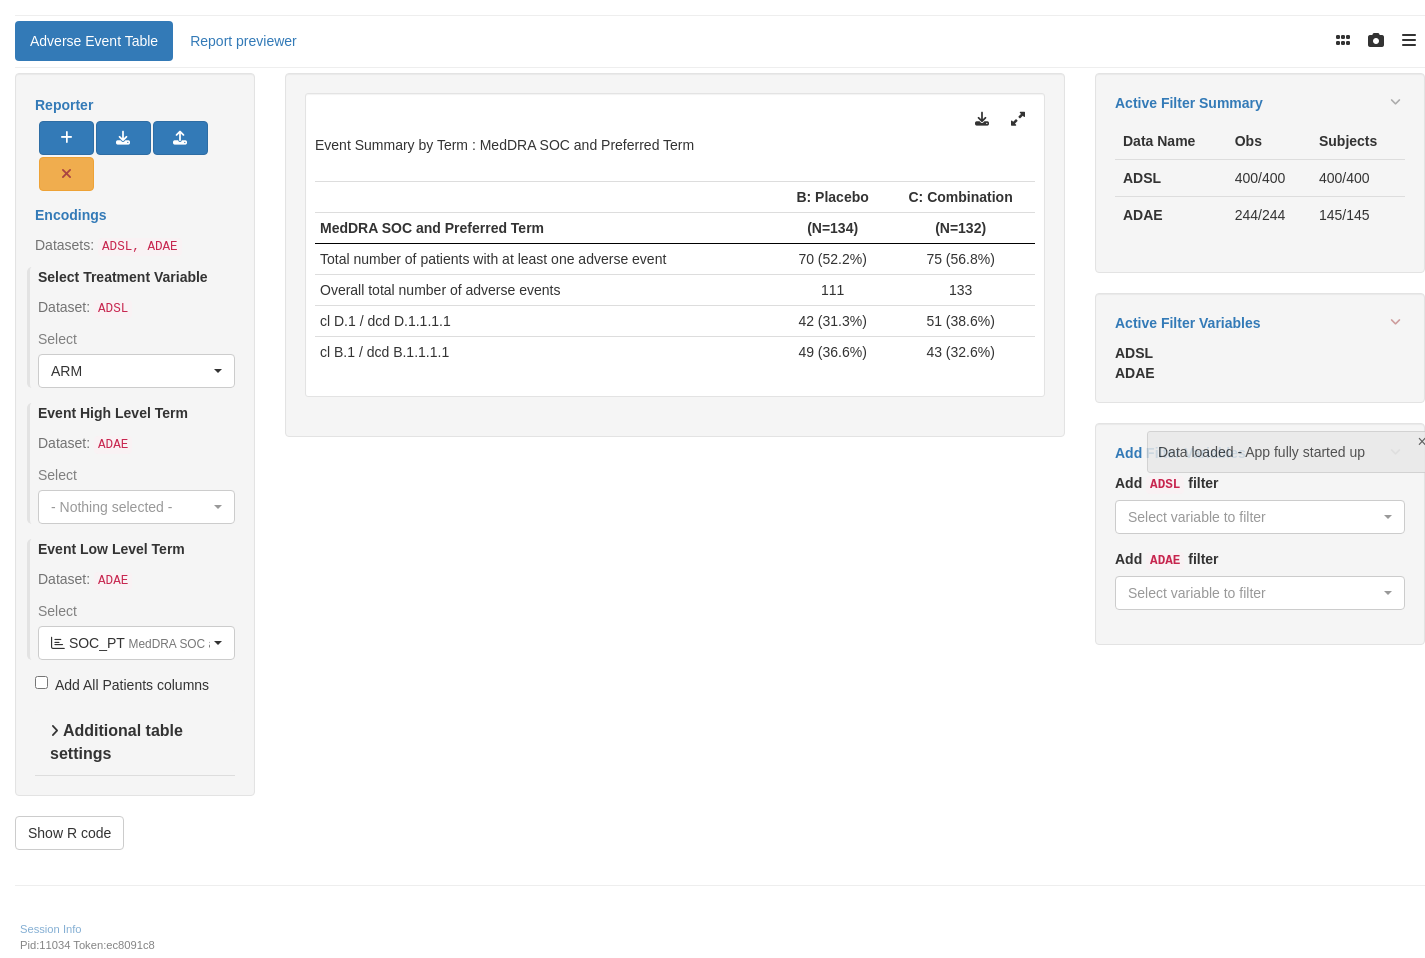 Adverse Event Table
Report previewer
Reporter
Encodings
Datasets: ADSL, ADAE
Select Treatment Variable
Dataset: ADSL
Select
ARM
Event High Level Term
Dataset: ADAE
Select
- Nothing selected -
Event Low Level Term
Dataset: ADAE
Select
SOC_PT MedDRA SOC
Add All Patients columns
Additional table
settings
Show R code
Event Summary by Term : MedDRA SOC and Preferred Term
B: Placebo C: Combination
MedDRA SOC and Preferred Term (N=134) (N=132)
Total number of patients with at least one adverse event 70 (52.2%) 75 (56.8%)
Overall total number of adverse events 111 133
cl D.1 / dcd D.1.1.1.1 42 (31.3%) 51 (38.6%)
cl B.1 / dcd B.1.1.1.1 49 (36.6%) 43 (32.6%)
Active Filter Summary
Data Name Obs Subjects
ADSL 400/400 400/400
ADAE 244/244 145/145
Active Filter Variables
ADSL
ADAE
Add
Data loaded - App fully started up
Add ADSL filter
Select variable to filter
Add ADAE filter
Select variable to filter
Session Info
Pid:11034 Token:ec8091c8